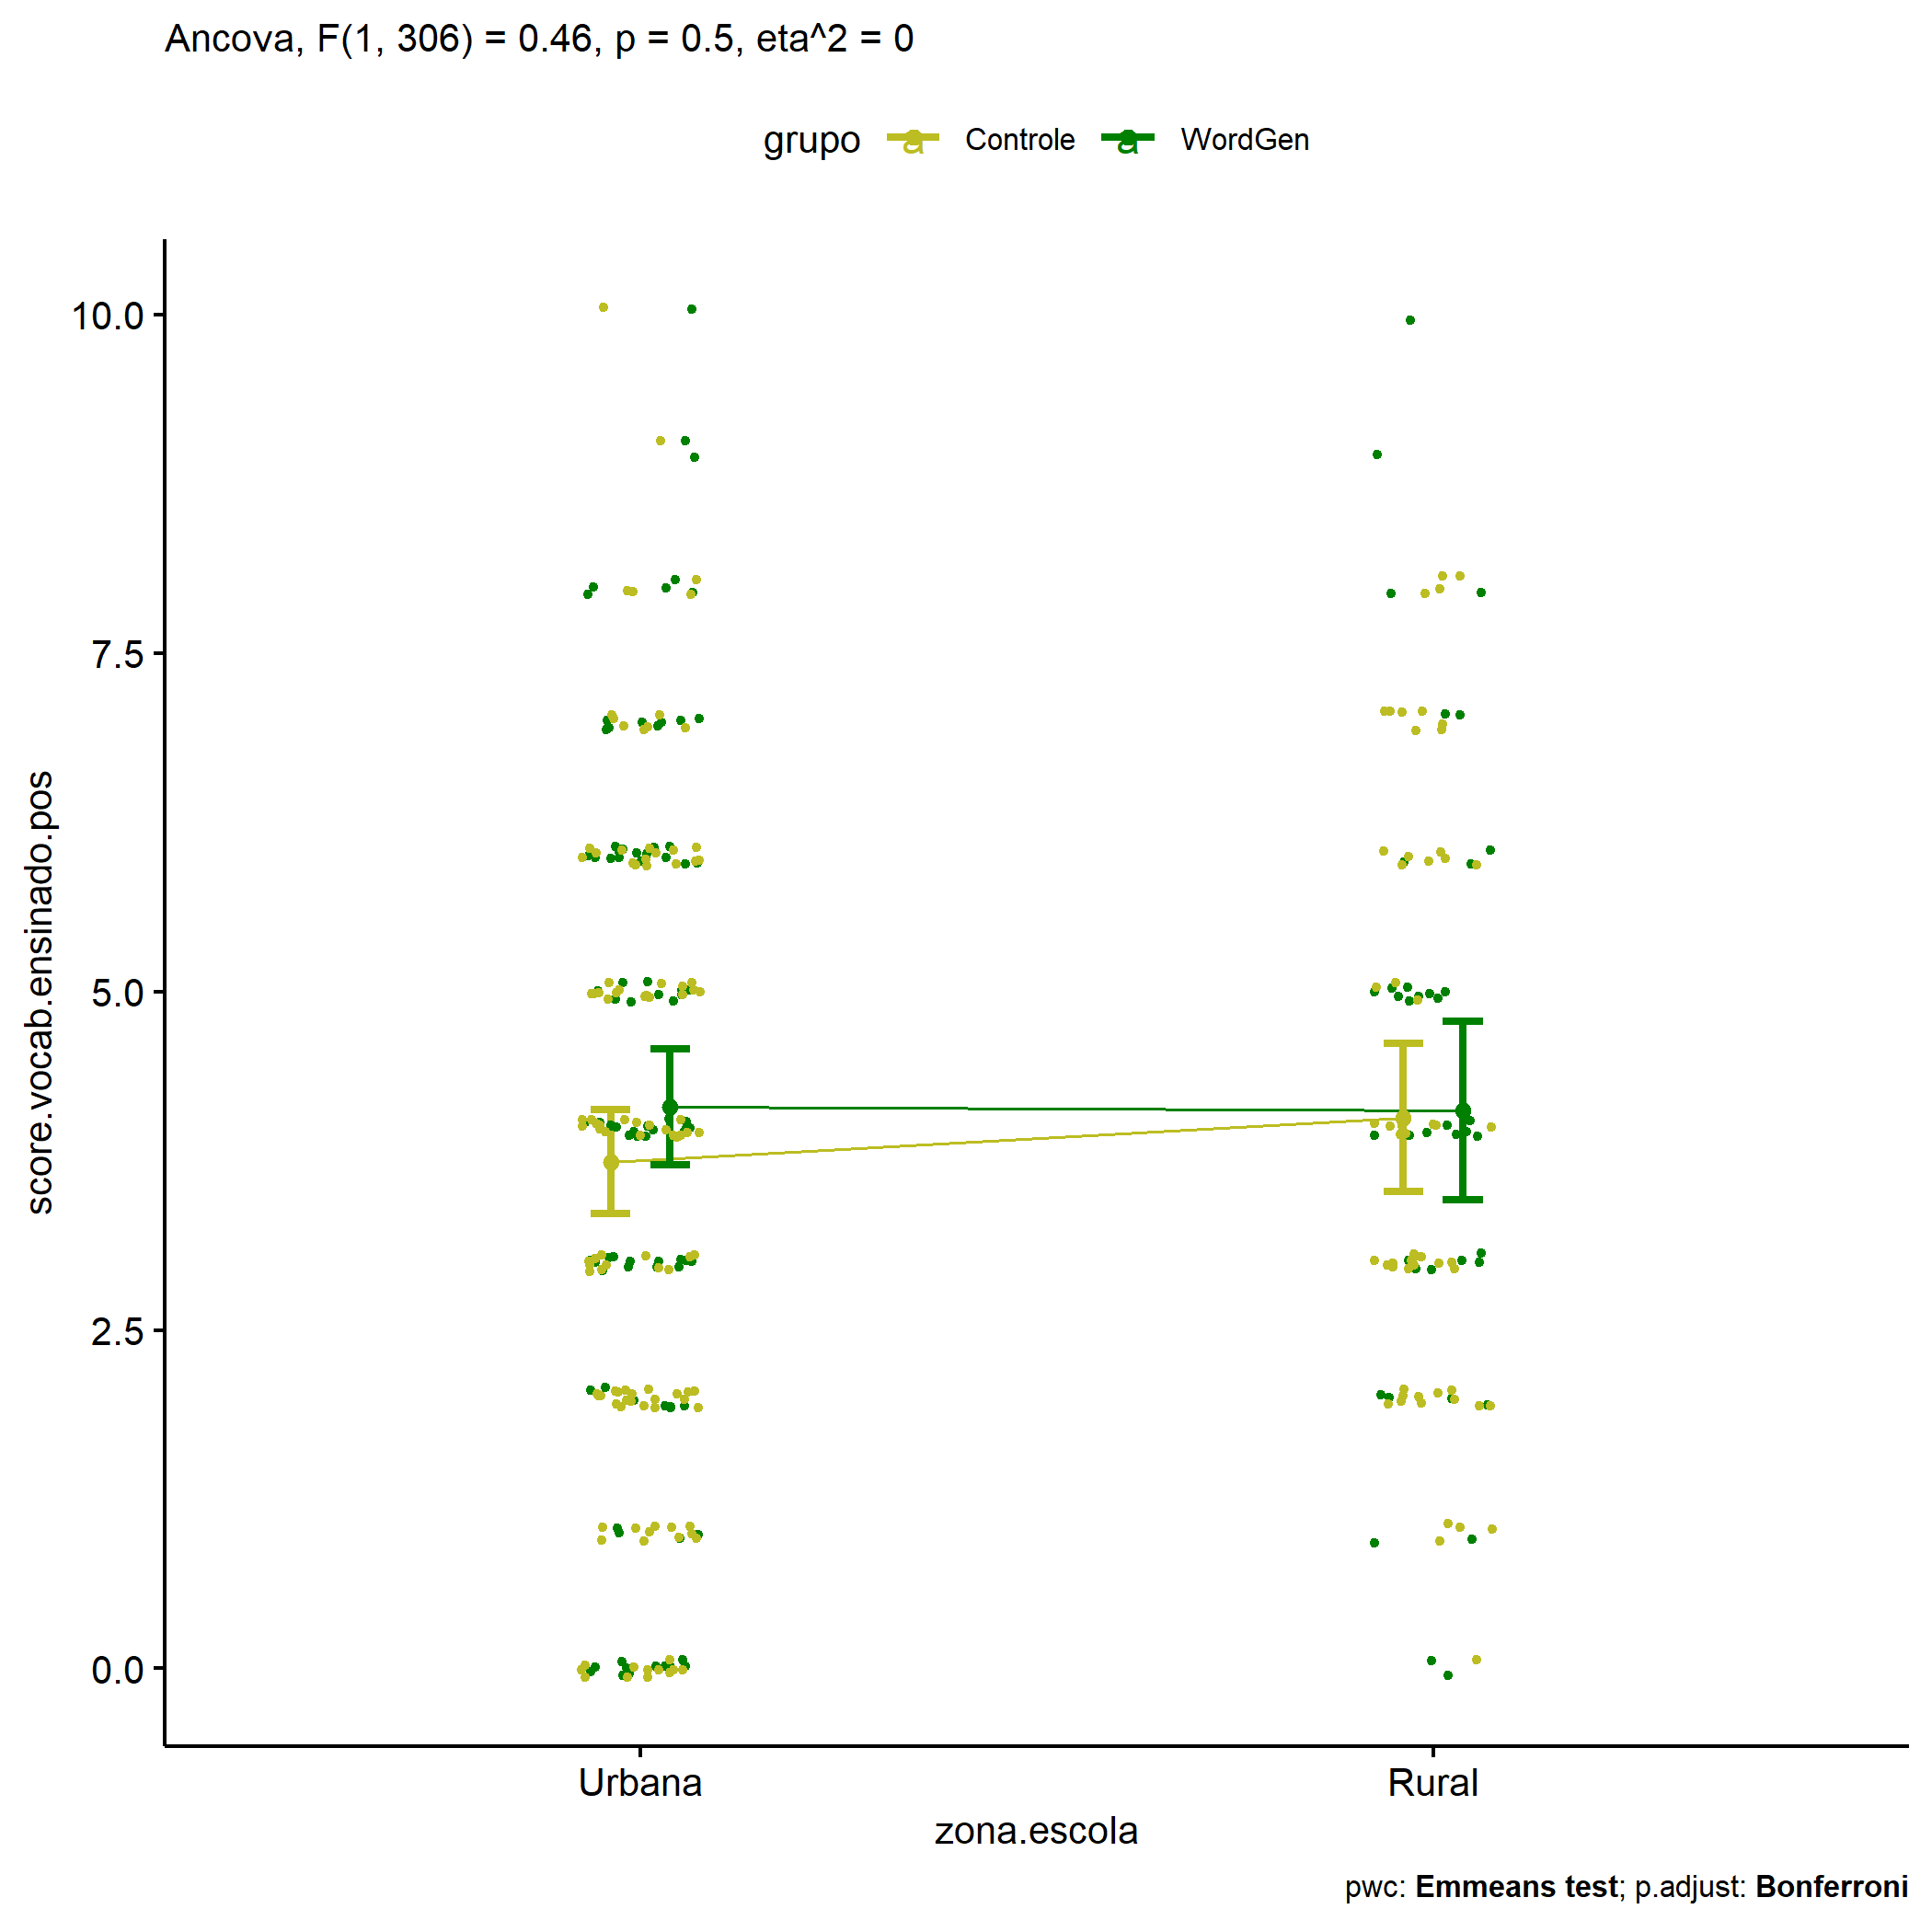 Ancova, F(1, 306) = 0.46, p = 0.5, eta^2 = 0
grupo a Controle a WordGen
10.0
7.5
5.0
2.5
0.0
score.vocab.ensinado.pos
Urbana Rural
zona.escola
pwc: Emmeans test; p.adjust: Bonferroni